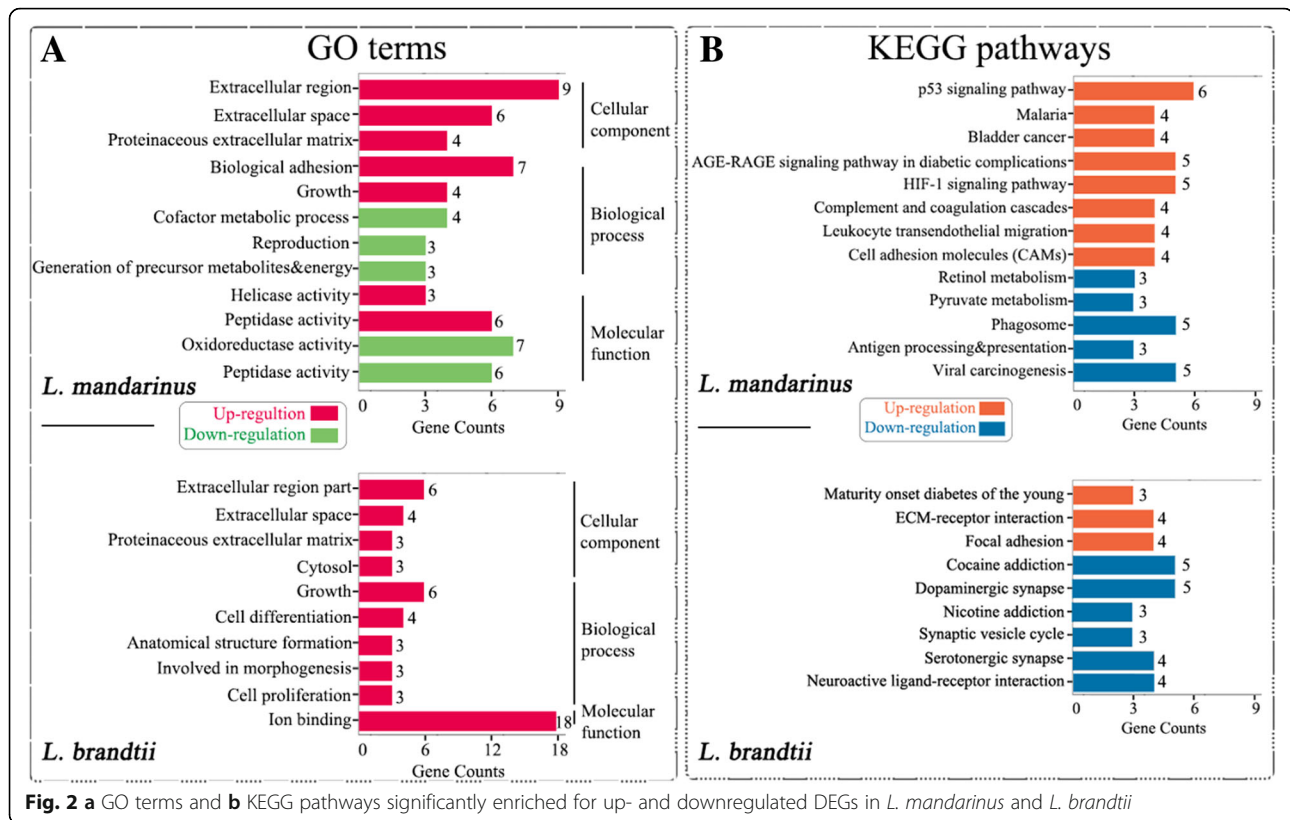 A
GO terms
Extracellular region
9
Extracellular space
6
Proteinaceous extracellular matrix
4
Cellular
component
Biological adhesion
7
Growth
4
Cofactor metabolic process
4
Reproduction
3
Generation of precursor metabolites&energy
3
Biological
process
Helicase activity
3
Peptidase activity
6
Oxidoreductase activity
7
Peptidase activity
6
Molecular
function
L. mandarinus
0 3 6 9
Gene Counts
Up-regultion
Down-regulation
Extracellular region part
6
Extracellular space
4
Proteinaceous extracellular matrix
3
Cytosol
3
Cellular
component
Growth
6
Cell differentiation
4
Anatomical structure formation
3
Involved in morphogenesis
3
Cell proliferation
3
Biological
process
Ion binding
18
Molecular
function
0 6 12 18
Gene Counts
L. brandtii
B
KEGG pathways
p53 signaling pathway
6
Malaria
4
Bladder cancer
4
AGE-RAGE signaling pathway in diabetic complications
5
HIF-1 signaling pathway
5
Complement and coagulation cascades
4
Leukocyte transendothelial migration
4
Cell adhesion molecules (CAMs)
4
Retinol metabolism
3
Pyruvate metabolism
3
Phagosome
5
Antigen processing&presentation
3
Viral carcinogenesis
5
L. mandarinus
0 3 6 9
Gene Counts
Up-regulation
Down-regulation
Maturity onset diabetes of the young
3
ECM-receptor interaction
4
Focal adhesion
4
Cocaine addiction
5
Dopaminergic synapse
5
Nicotine addiction
3
Synaptic vesicle cycle
3
Serotonergic synapse
4
Neuroactive ligand-receptor interaction
4
0 3 6 9
Gene Counts
L. brandtii
Fig. 2 a GO terms and b KEGG pathways significantly enriched for up- and downregulated DEGs in L. mandarinus and L. brandtii